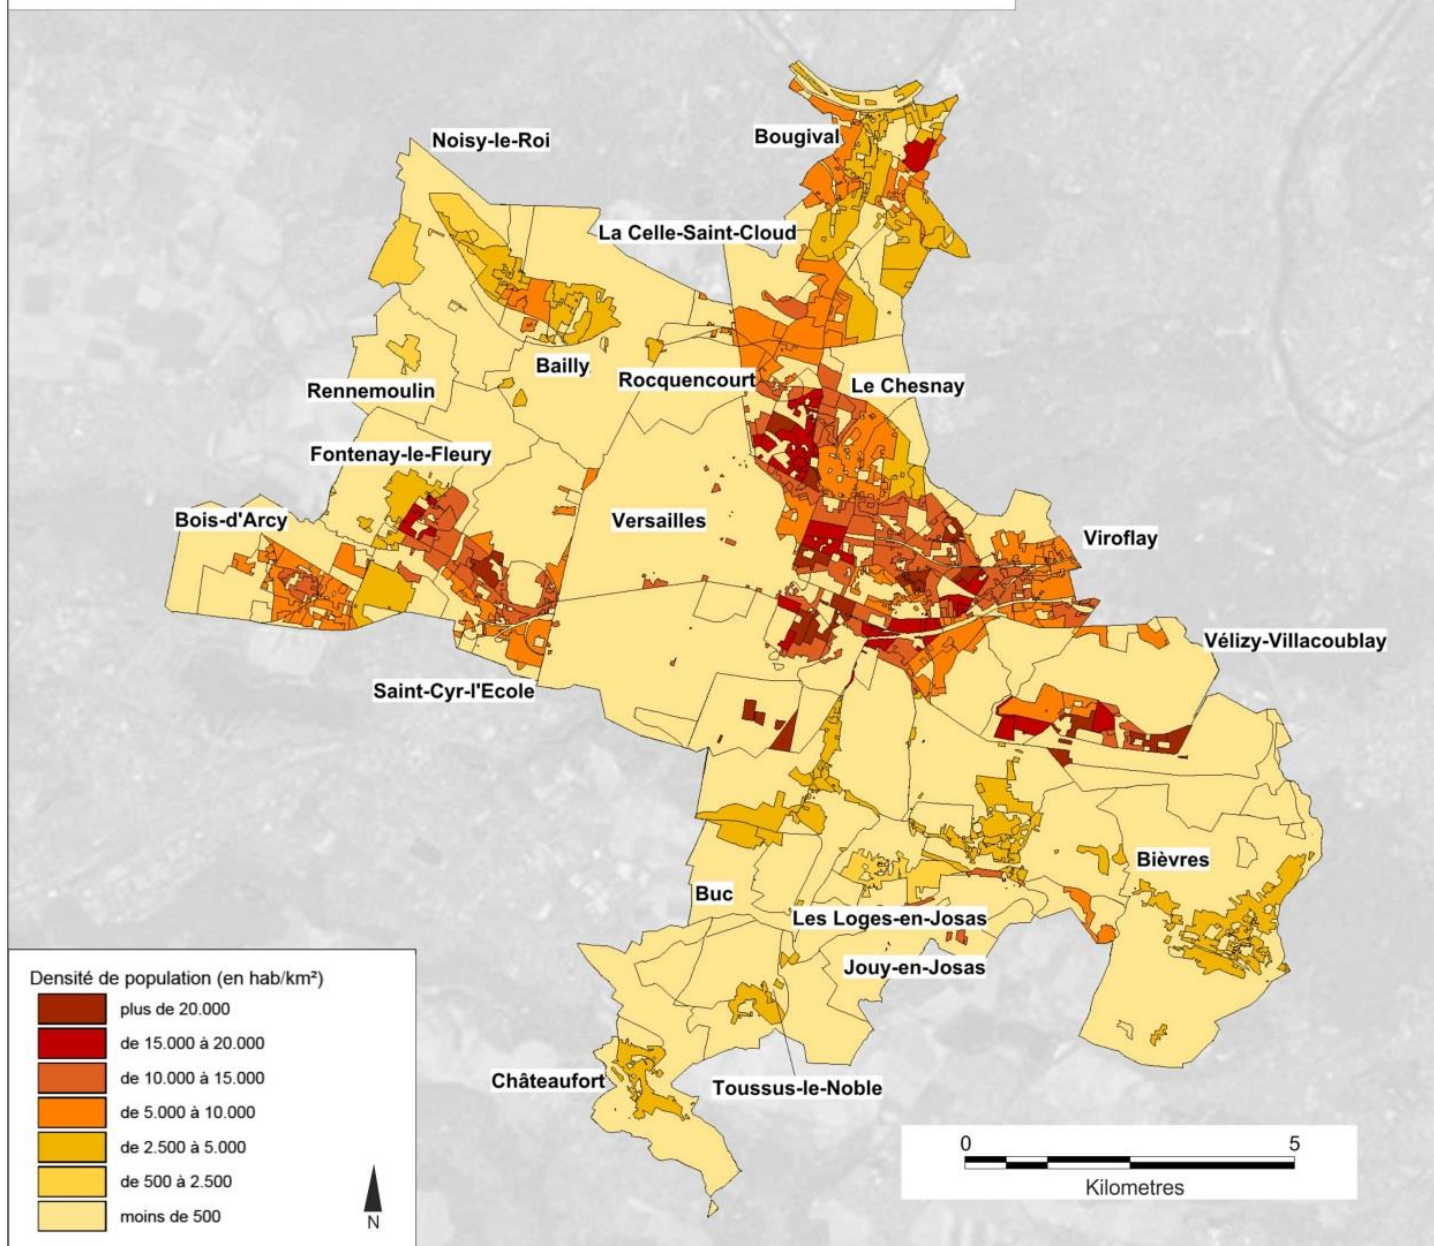 Noisy-le-Roi
Bougival
La Celle-Saint-Cloud
Bailly
Rocquencourt
Le Chesnay
Rennemoulin
Fontenay-le-Fleury
Bois-d'Arcy
Versailles
Viroflay
Vélizy-Villacoublay
Saint-Cyr-l'Ecole
Bièvres
Buc
Les Loges-en-Josas
Jouy-en-Josas
Châteaufort
Toussus-le-Noble
Densité de population (en hab/km²)
plus de 20.000
de 15.000 à 20.000
de 10.000 à 15.000
de 5.000 à 10.000
de 2.500 à 5.000
de 500 à 2.500
moins de 500
N
0 5
Kilometres